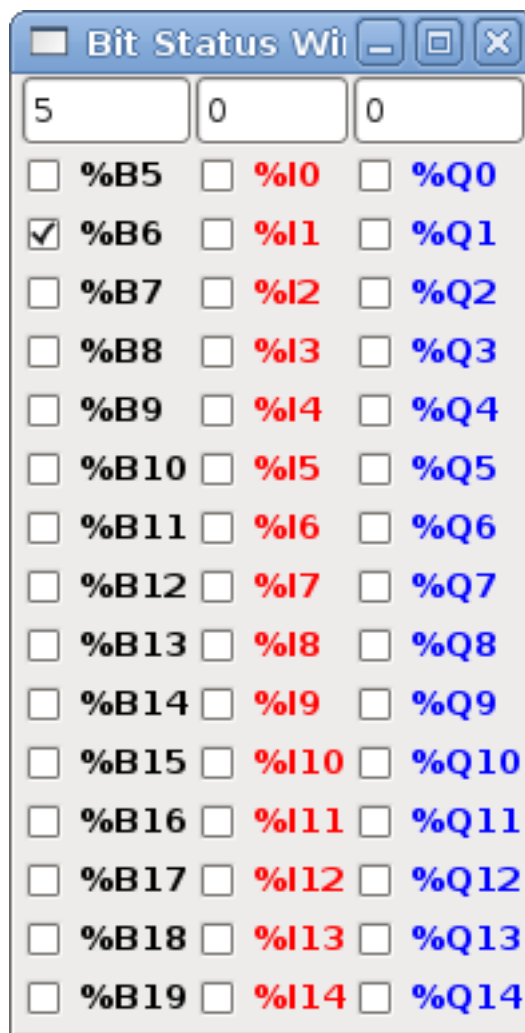 Bit Status Wi
5 0 0
%B5 %I0 %Q0
%B6 %I1 %Q1
%B7 %I2 %Q2
%B8 %I3 %Q3
%B9 %I4 %Q4
%B10 %I5 %Q5
%B11 %I6 %Q6
%B12 %I7 %Q7
%B13 %I8 %Q8
%B14 %I9 %Q9
%B15 %I10 %Q10
%B16 %I11 %Q11
%B17 %I12 %Q12
%B18 %I13 %Q13
%B19 %I14 %Q14